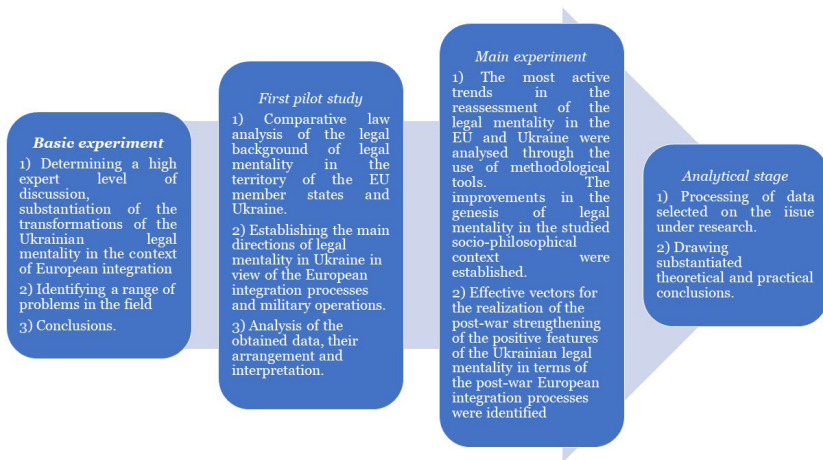 Basic experiment
1) Determining a high
expert level of
discussion,
substantiation of the
transformations of the
Ukrainian legal
mentality in the context
of European integration
2) Identifying a range of
problems in the field
3) Conclusions.
First pilot study
1) Comparative law
analysis of the legal
background of legal
mentality in the
territory of the EU
member states and
Ukraine.
2) Establishing the main
directions of legal
mentality in Ukraine in
view of the European
integration processes
and military operations.
3) Analysis of the
obtained data, their
arrangement and
interpretation.
Main experiment
1) The most active
trends in the
reassessment of the
legal mentality in the
EU and Ukraine were
analysed through the
use of methodological
tools. The
improvements in the
genesis of legal
mentality in the studied
socio-philosophical
context were
established.
2) Effective vectors for
the realization of the
post-war strengthening
of the positive features
of the Ukrainian legal
mentality in terms of
the post-war European
integration processes
were identified
Analytical stage
1) Processing of data
selected on the issue
under research.
2) Drawing
substantiated
theoretical and practical
conclusions.